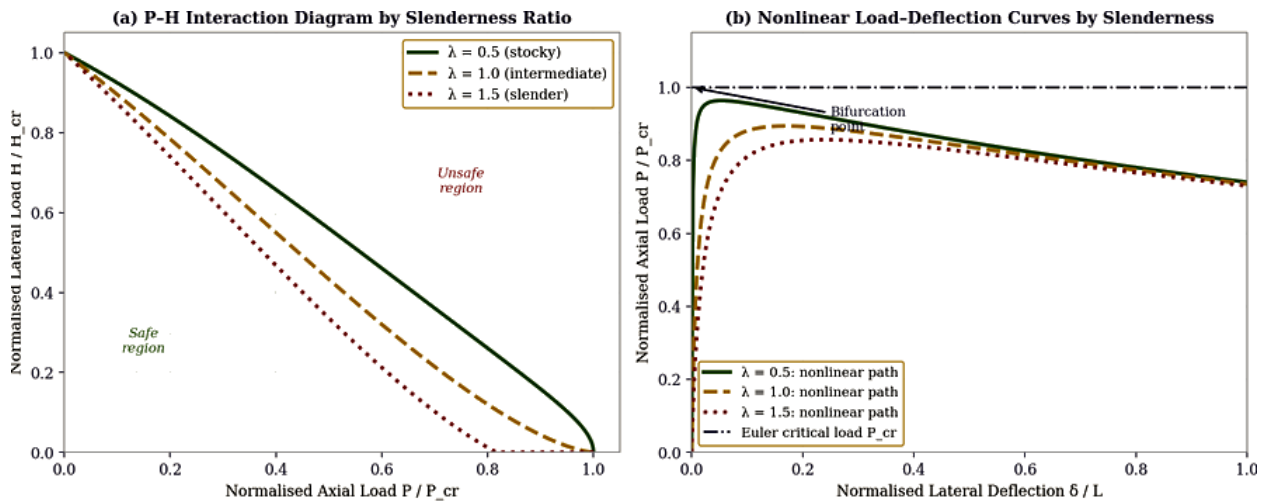 (a) P–H Interaction Diagram by Slenderness Ratio
Normalised Lateral Load H / H_cr
1.0
0.8
0.6
0.4
0.2
0.0
λ = 0.5 (stocky)
λ = 1.0 (intermediate)
λ = 1.5 (slender)
Unsafe
region
Safe
region
0.0 0.2 0.4 0.6 0.8 1.0
Normalised Axial Load P / P_cr
(b) Nonlinear Load–Deflection Curves by Slenderness
Normalised Axial Load P / P_cr
1.0
0.8
0.6
0.4
0.2
0.0
Bifurcation
point
λ = 0.5: nonlinear path
λ = 1.0: nonlinear path
λ = 1.5: nonlinear path
Euler critical load P_cr
0.0 0.2 0.4 0.6 0.8 1.0
Normalised Lateral Deflection δ / L